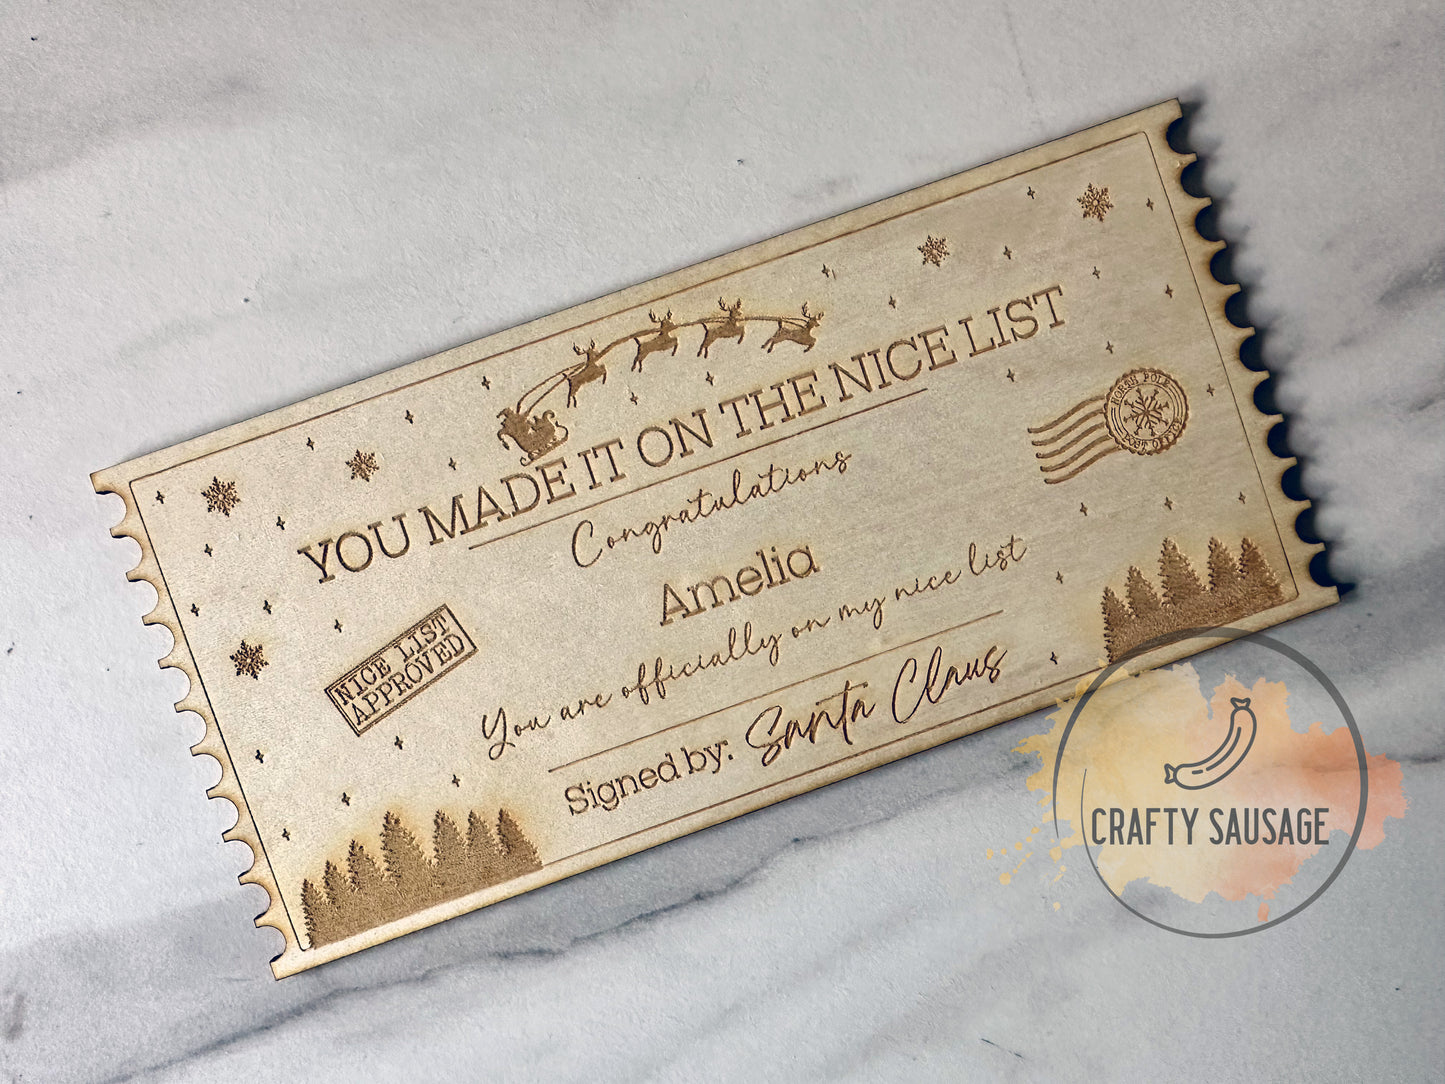 YOU MADE IT ON THE NICE LIST
Congratulations
Amelia
You are officially on my nice list
Signed by: Santa Claus
NICE LIST
APPROVED
NORTH POLE
POST OFFICE
CRAFTY SAUSAGE